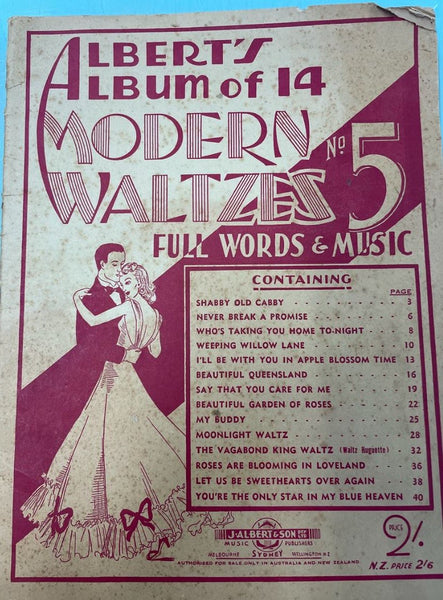 ALBERT'S
ALBUM OF 14
MODERN
WALTZES
No 5
FULL WORDS & MUSIC
CONTAINING
PAGE
SHABBY OLD CABBY - - - 3
NEVER BREAK A PROMISE - - - 6
WHO'S TAKING YOU HOME TO-NIGHT - - 8
WEEPING WILLOW LANE - - - 10
I'LL BE WITH YOU IN APPLE BLOSSOM TIME 13
BEAUTIFUL QUEENSLAND - - - 16
SAY THAT YOU CARE FOR ME - - - 19
BEAUTIFUL GARDEN OF ROSES - - - 22
MY BUDDY - - - 25
MOONLIGHT WALTZ - - - 28
THE VAGABOND KING WALTZ (Waltz Huguette) - 32
ROSES ARE BLOOMING IN LOVELAND - - 36
LET US BE SWEETHEARTS OVER AGAIN - 38
YOU'RE THE ONLY STAR IN MY BLUE HEAVEN 40
J. ALBERT & SON PTY LTD
MUSIC PUBLISHERS
MELBOURNE SYDNEY WELLINGTON N.Z.
AUTHORISED FOR SALE ONLY IN AUSTRALIA AND NEW ZEALAND
PRICE
2/-
N.Z. PRICE 2/6